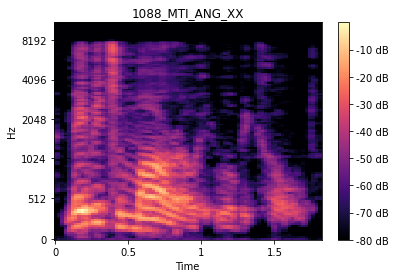 1088_MTI_ANG_XX
8192
4096
2048
1024
512
0
Hz
0
0.5
1
1.5
Time
-10 dB
-20 dB
-30 dB
-40 dB
-50 dB
-60 dB
-70 dB
-80 dB